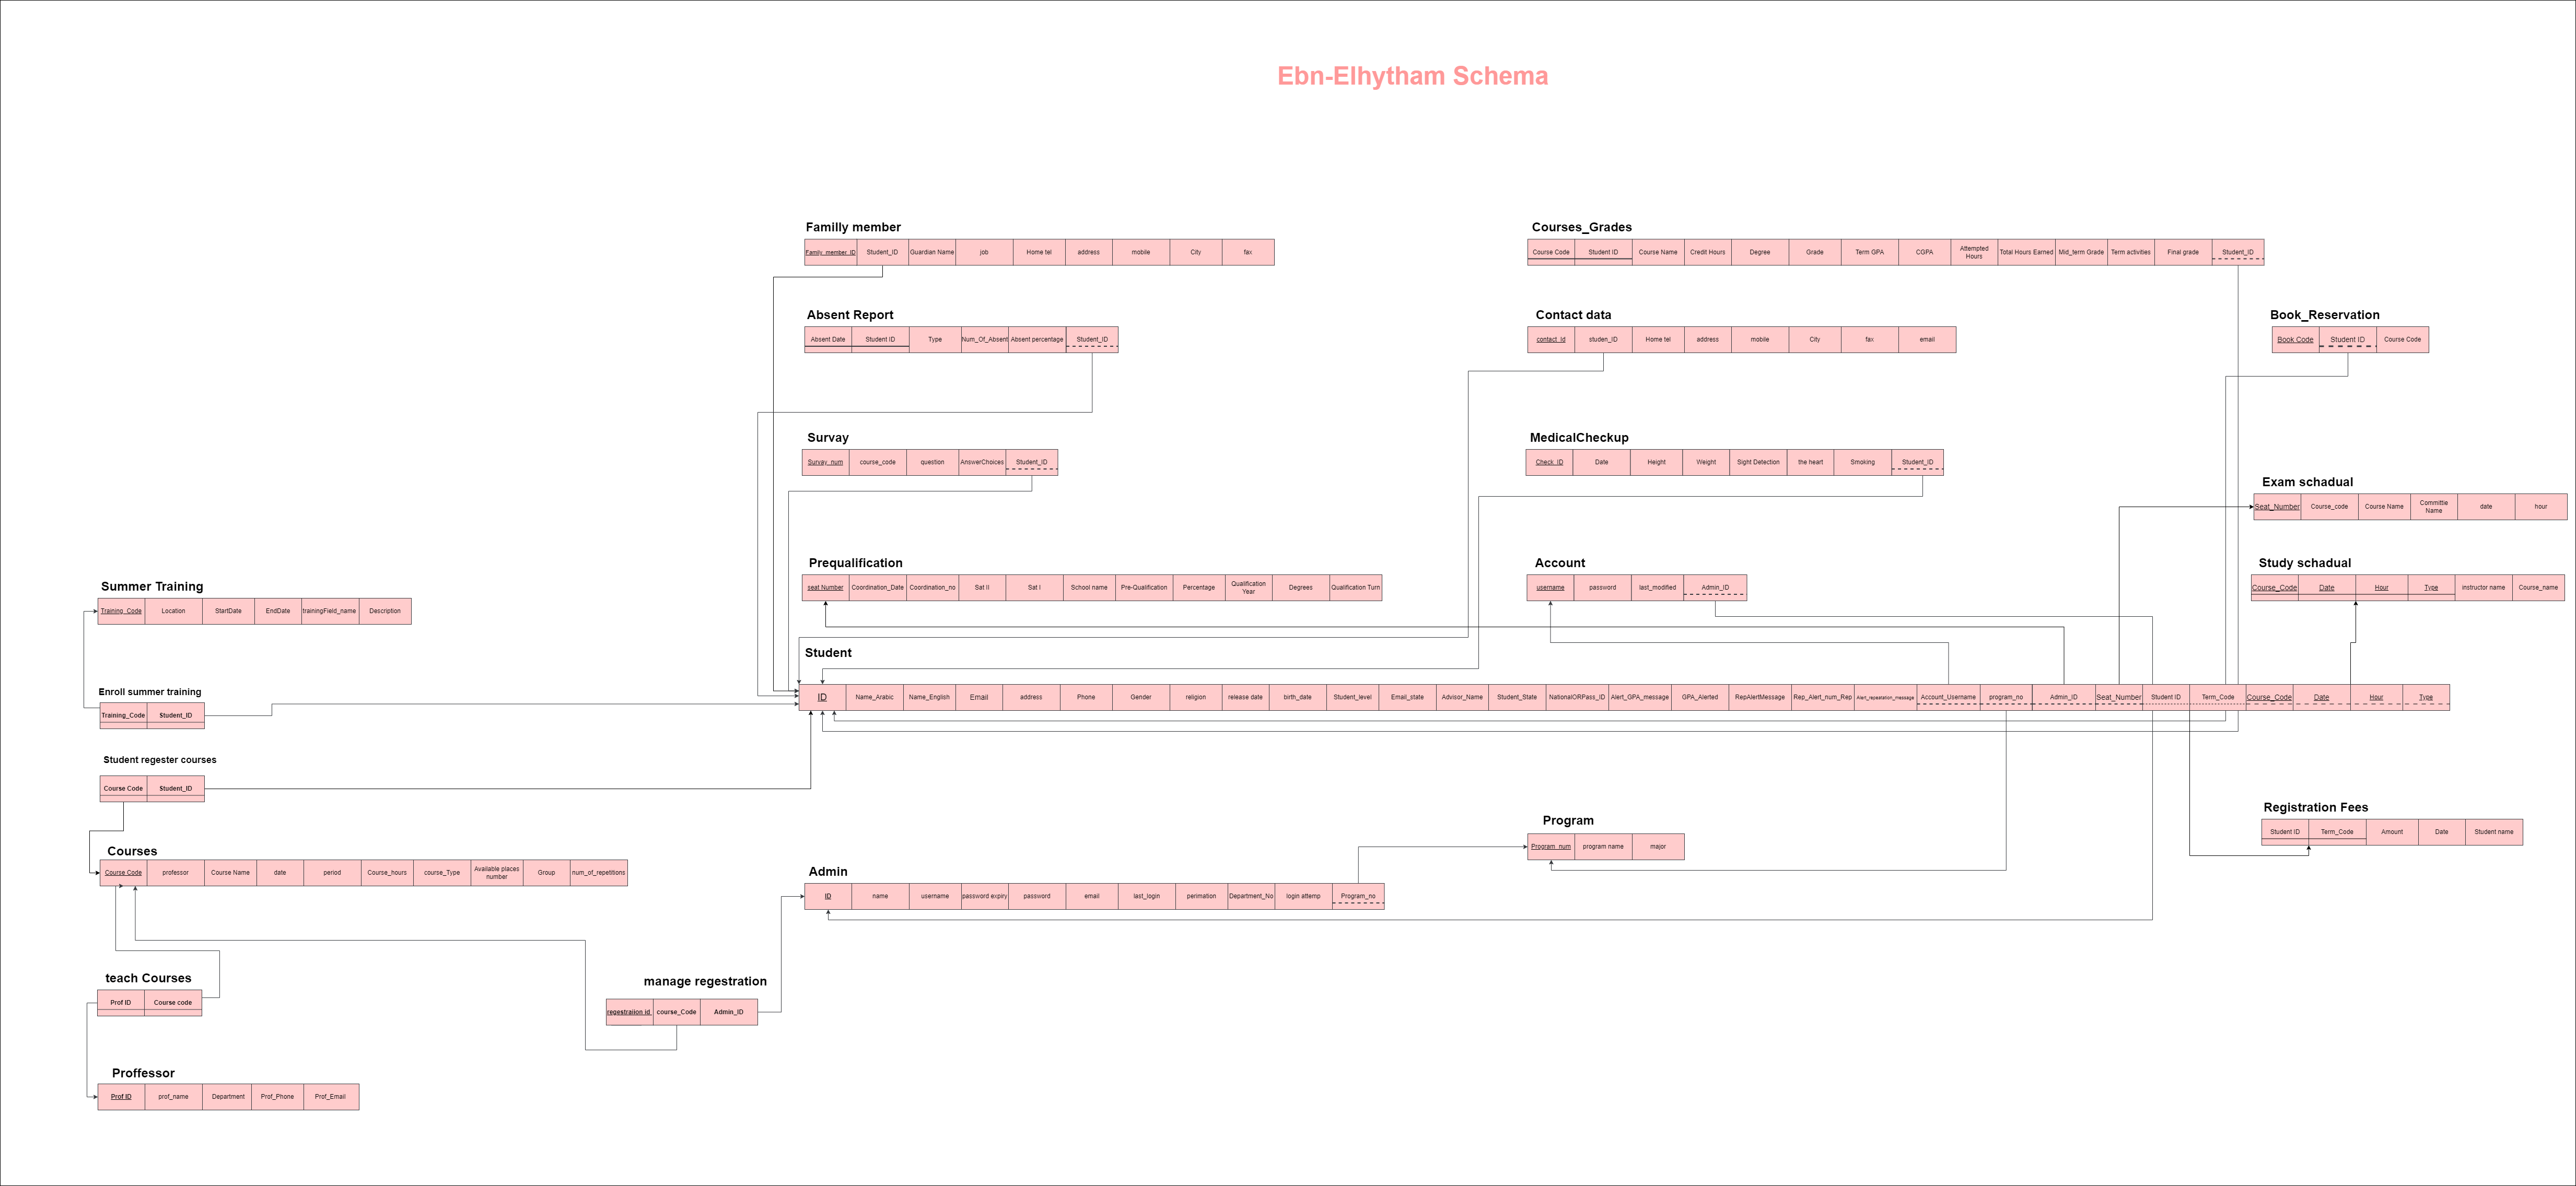 Ebn-Elhytham Schema
Familly member
Family_member_ID Student_ID Guardian Name job Home tel address mobile City fax
Courses_Grades
Course Code Student ID Course Name Credit Hours Degree Grade Term GPA CGPA Attempted Hours Total Hours Earned Mid_term Grade Term activities Final grade Student_ID
Absent Report
Absent Date Student ID Type Num_Of_Absent Absent percentage Student_ID
Contact data
contact_Id studen_ID Home tel address mobile City fax email
Book_Reservation
Book Code Student ID Course Code
Survay
Survay_num course_code question AnswerChoices Student_ID
MedicalCheckup
Check_ID Date Height Weight Sight Detection the heart Smoking Student_ID
Exam schadual
Seat_Number Course_code Course Name Committie Name date hour
Prequalification
seat Number Coordination_Date Coordination_no Sat II Sat I School name Pre-Qualification Percentage Qualification Year Degrees Qualification Turn
Account
username password last_modified Admin_ID
Study schadual
Course_Code Date Hour Type instructor name Course_name
Summer Training
Training_Code Location StartDate EndDate trainingField_name Description
Student
ID Name_Arabic Name_English Email address Phone Gender religion release date birth_date Student_level Email_state Advisor_Name Student_State NationalORPass_ID Alert_GPA_message GPA_Alerted RepAlertMessage Rep_Alert_num_Rep Alert_repeatation_message Account_Username program_no Admin_ID Seat_Number Student ID Term_Code Course_Code Date Hour Type
Enroll summer training
Training_Code Student_ID
Student regester courses
Course Code Student_ID
Registration Fees
Student ID Term_Code Amount Date Student name
Program
Program_num program name major
Courses
Course Code professor Course Name date period Course_hours course_Type Available places number Group num_of_repetitions
Admin
ID name username password expiry password email last_login perimation Department_No login attemp Program_no
teach Courses
Prof ID Course code
manage regestration
regestraiion id course_Code Admin_ID
Proffessor
Prof ID prof_name Department Prof_Phone Prof_Email